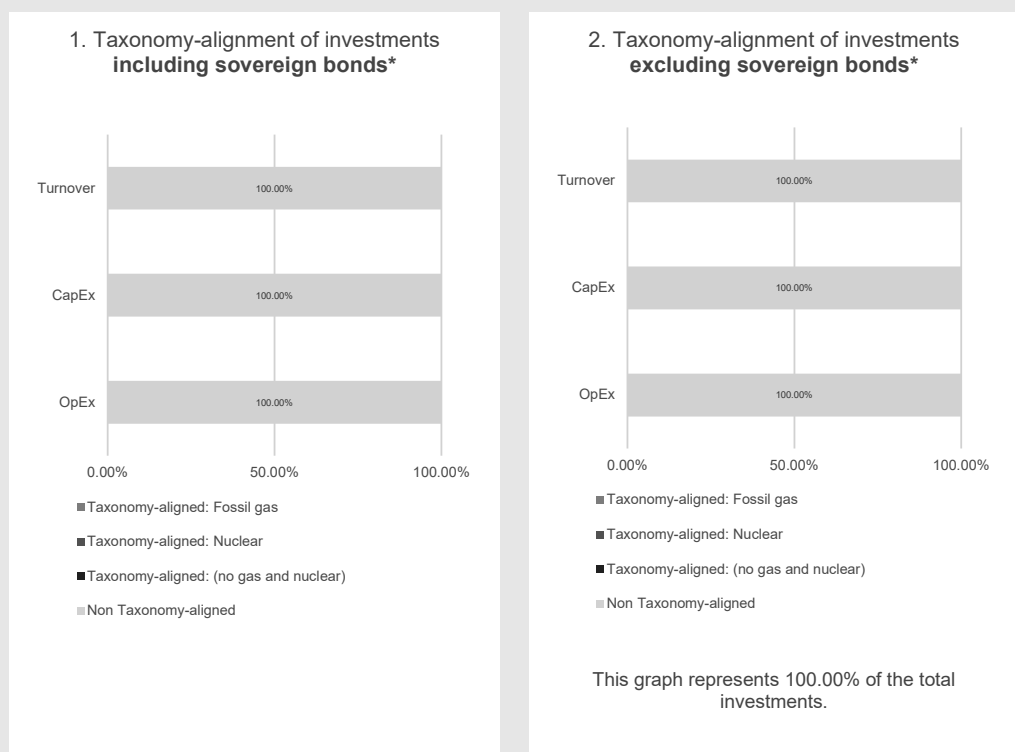 1. Taxonomy-alignment of investments
including sovereign bonds*
Turnover
100.00%
CapEx
100.00%
OpEx
100.00%
0.00%
50.00%
100.00%
Taxonomy-aligned: Fossil gas
Taxonomy-aligned: Nuclear
Taxonomy-aligned: (no gas and nuclear)
Non Taxonomy-aligned
2. Taxonomy-alignment of investments
excluding sovereign bonds*
Turnover
100.00%
CapEx
100.00%
OpEx
100.00%
0.00%
50.00%
100.00%
Taxonomy-aligned: Fossil gas
Taxonomy-aligned: Nuclear
Taxonomy-aligned: (no gas and nuclear)
Non Taxonomy-aligned
This graph represents 100.00% of the total
investments.